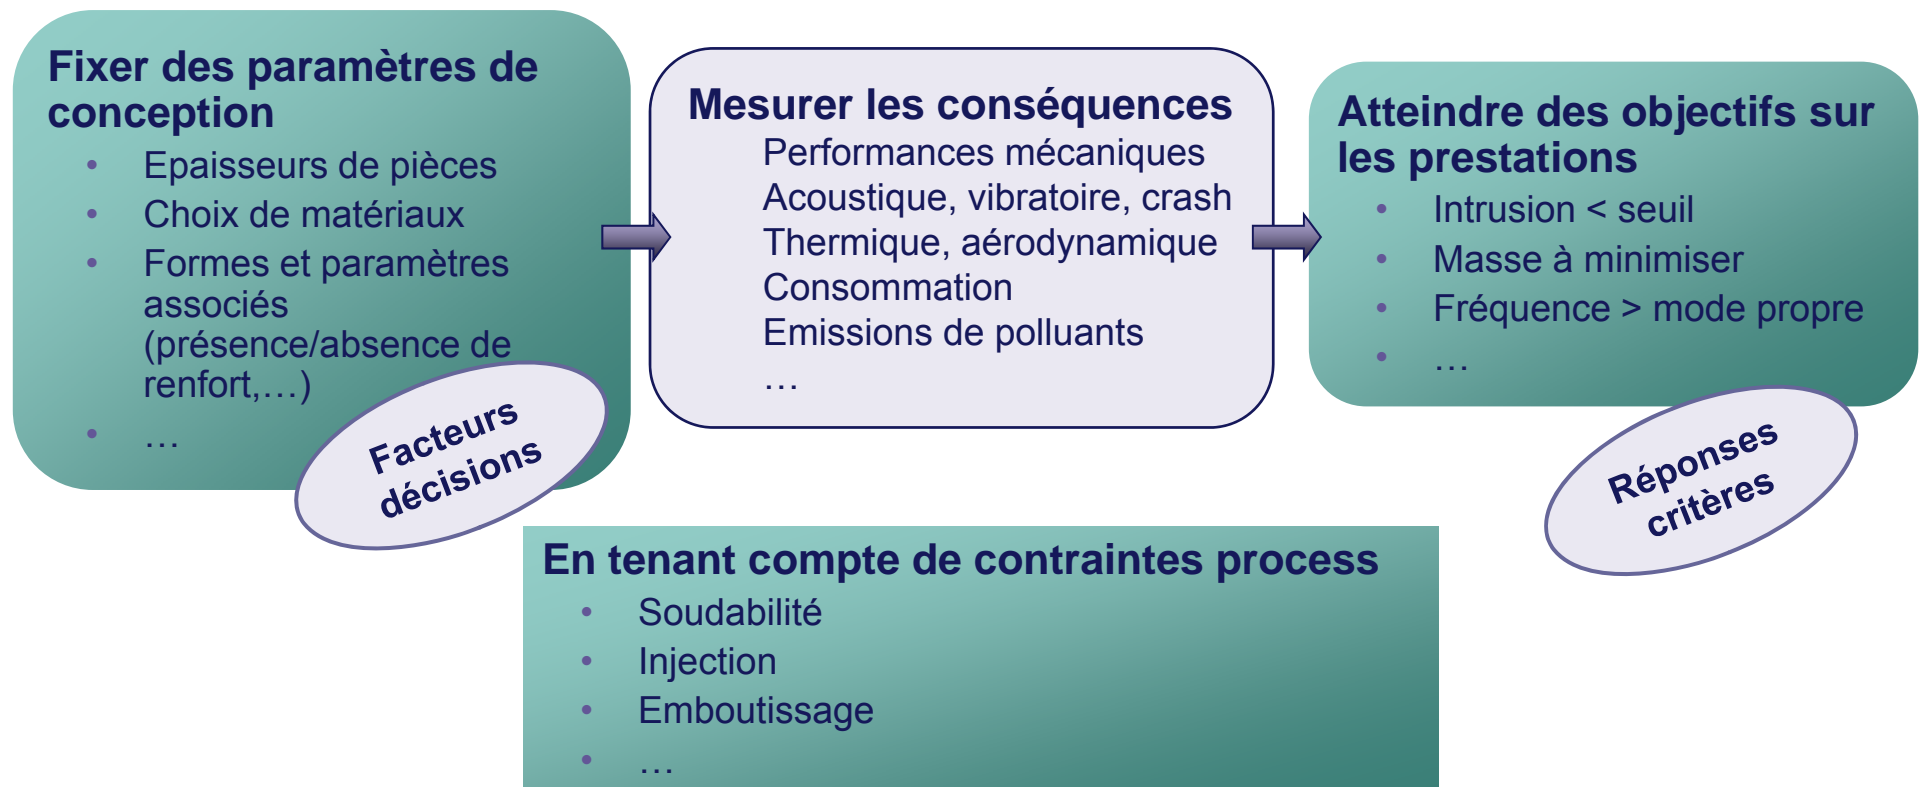 Fixer des paramètres de
conception
• Epaisseurs de pièces
• Choix de matériaux
• Formes et paramètres
associés
(présence/absence de
renfort,…)
• …
Facteurs
décisions
Mesurer les conséquences
Performances mécaniques
Acoustique, vibratoire, crash
Thermique, aérodynamique
Consommation
Emissions de polluants
…
Atteindre des objectifs sur
les prestations
• Intrusion < seuil
• Masse à minimiser
• Fréquence > mode propre
• …
Réponses
critères
En tenant compte de contraintes process
• Soudabilité
• Injection
• Emboutissage
• …